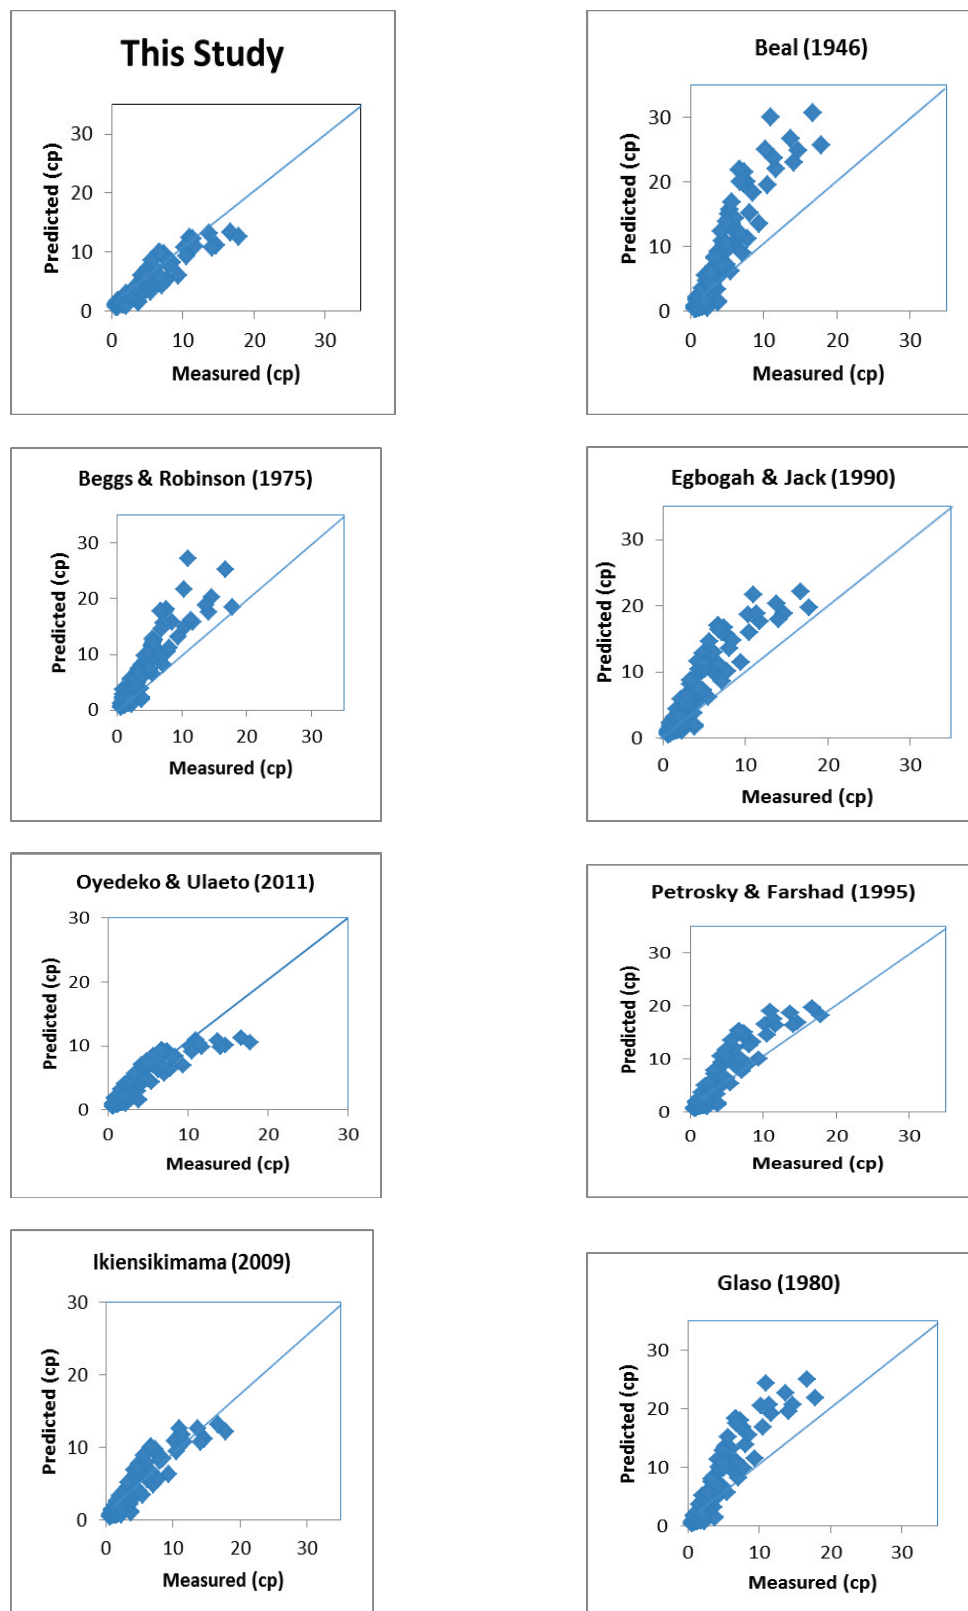 This Study
Predicted (cp)
30
20
10
0
0 10 20 30
Measured (cp)
Beal (1946)
Predicted (cp)
30
20
10
0
0 10 20 30
Measured (cp)
Beggs & Robinson (1975)
Predicted (cp)
30
20
10
0
0 10 20 30
Measured (cp)
Egbogah & Jack (1990)
Predicted (cp)
30
20
10
0
0 10 20 30
Measured (cp)
Oyedeko & Ulaeto (2011)
Predicted (cp)
30
20
10
0
0 10 20 30
Measured (cp)
Petrosky & Farshad (1995)
Predicted (cp)
30
20
10
0
0 10 20 30
Measured (cp)
Ikiensikimama (2009)
Predicted (cp)
30
20
10
0
0 10 20 30
Measured (cp)
Glaso (1980)
Predicted (cp)
30
20
10
0
0 10 20 30
Measured (cp)